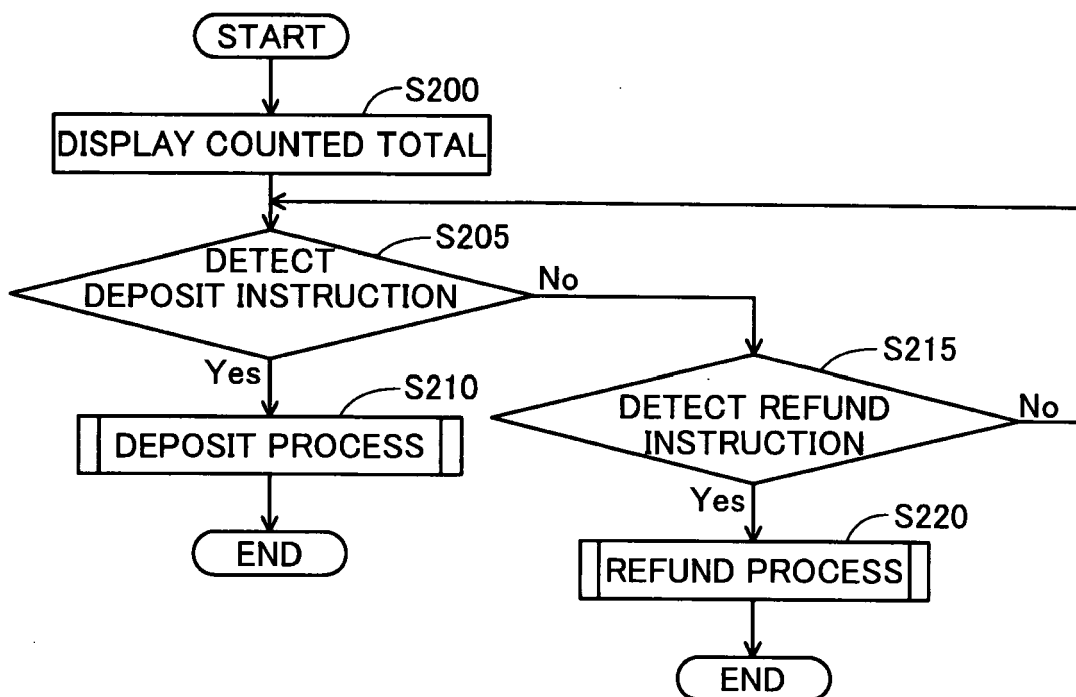 START
S200
DISPLAY COUNTED TOTAL
S205
DETECT
DEPOSIT INSTRUCTION
No
Yes
S210
DEPOSIT PROCESS
END
S215
DETECT REFUND
INSTRUCTION
No
Yes
S220
REFUND PROCESS
END